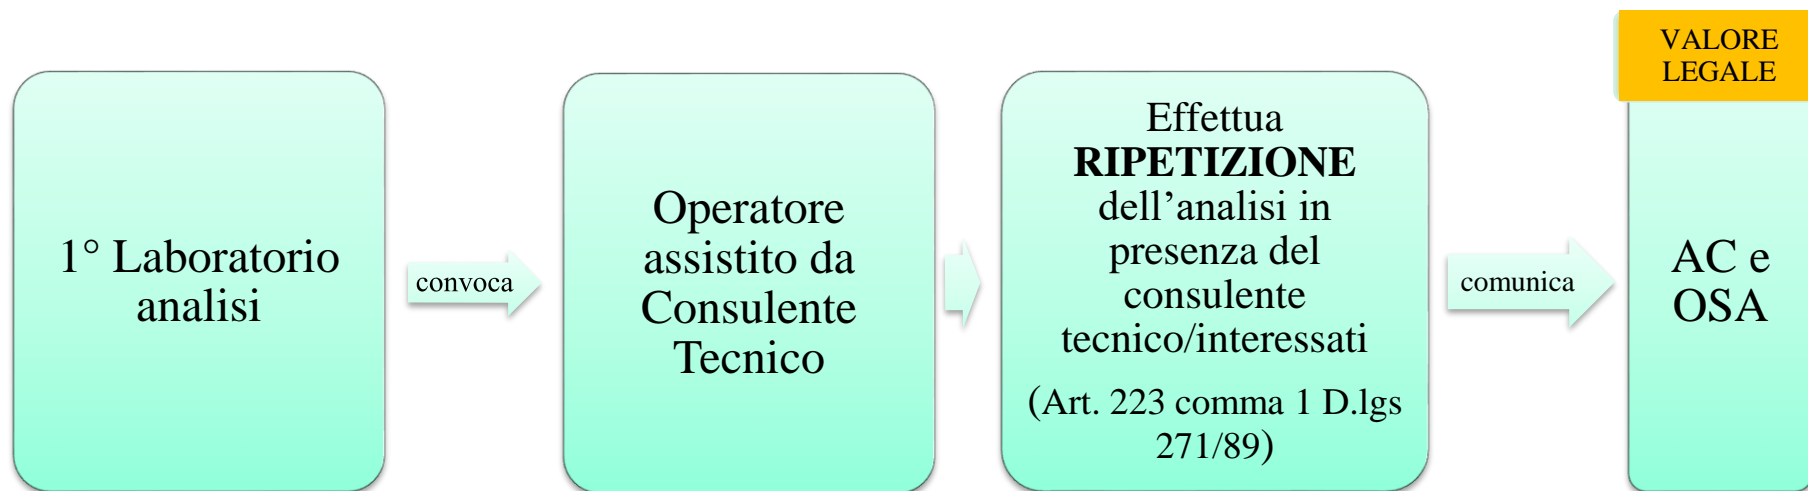 1° Laboratorio
analisi
convoca
Operatore
assistito da
Consulente
Tecnico
Effettua
RIPETIZIONE
dell’analisi in
presenza del
consulente
tecnico/interessati
(Art. 223 comma 1 D.lgs
271/89)
comunica
VALORE
LEGALE
AC e
OSA